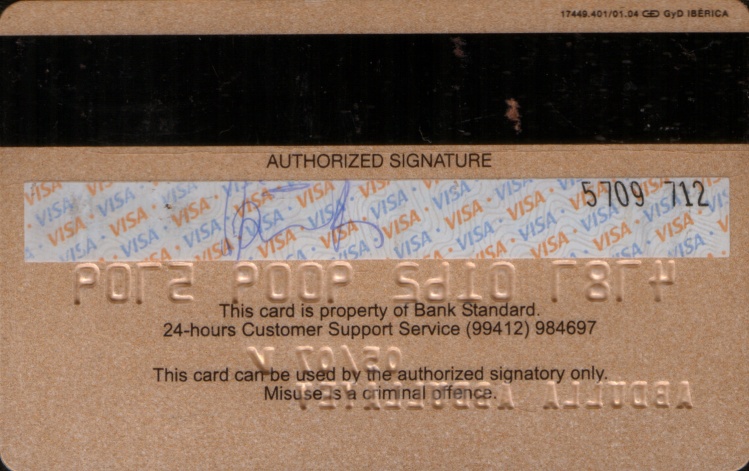 17449.401/01.04 GyD IBÉRICA
AUTHORIZED SIGNATURE
VISA
5709 712
This card is property of Bank Standard.
24-hours Customer Support Service (99412) 984697
This card can be used by the authorized signatory only.
Misuse is a criminal offence.